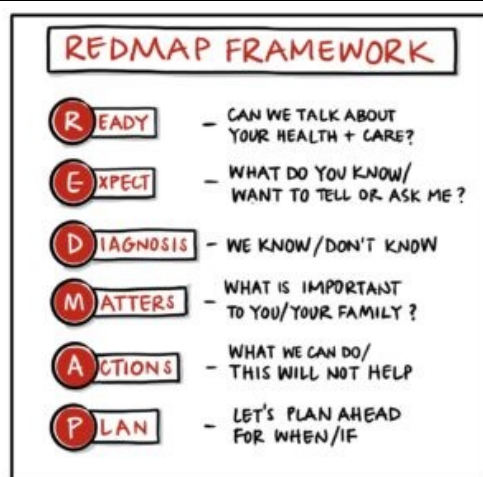 REDMAP FRAMEWORK
READY - CAN WE TALK ABOUT
YOUR HEALTH + CARE?
EXPECT - WHAT DO YOU KNOW/
WANT TO TELL OR ASK ME?
DIAGNOSIS - WE KNOW/DON'T KNOW
MATTERS - WHAT IS IMPORTANT
TO YOU/YOUR FAMILY?
ACTIONS - WHAT WE CAN DO/
THIS WILL NOT HELP
PLAN - LET'S PLAN AHEAD
FOR WHEN/IF